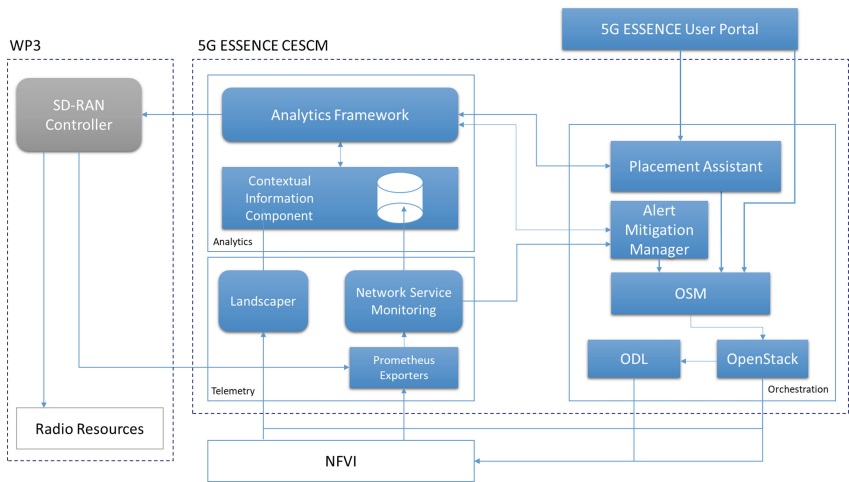 5G ESSENCE User Portal
WP3
5G ESSENCE CESCM
SD-RAN
Controller
Analytics Framework
Placement Assistant
Contextual
Information
Component
Alert
Mitigation
Manager
Analytics
Landscaper
Network Service
Monitoring
OSM
Prometheus
Exporters
ODL
OpenStack
Telemetry
Orchestration
Radio Resources
NFVI